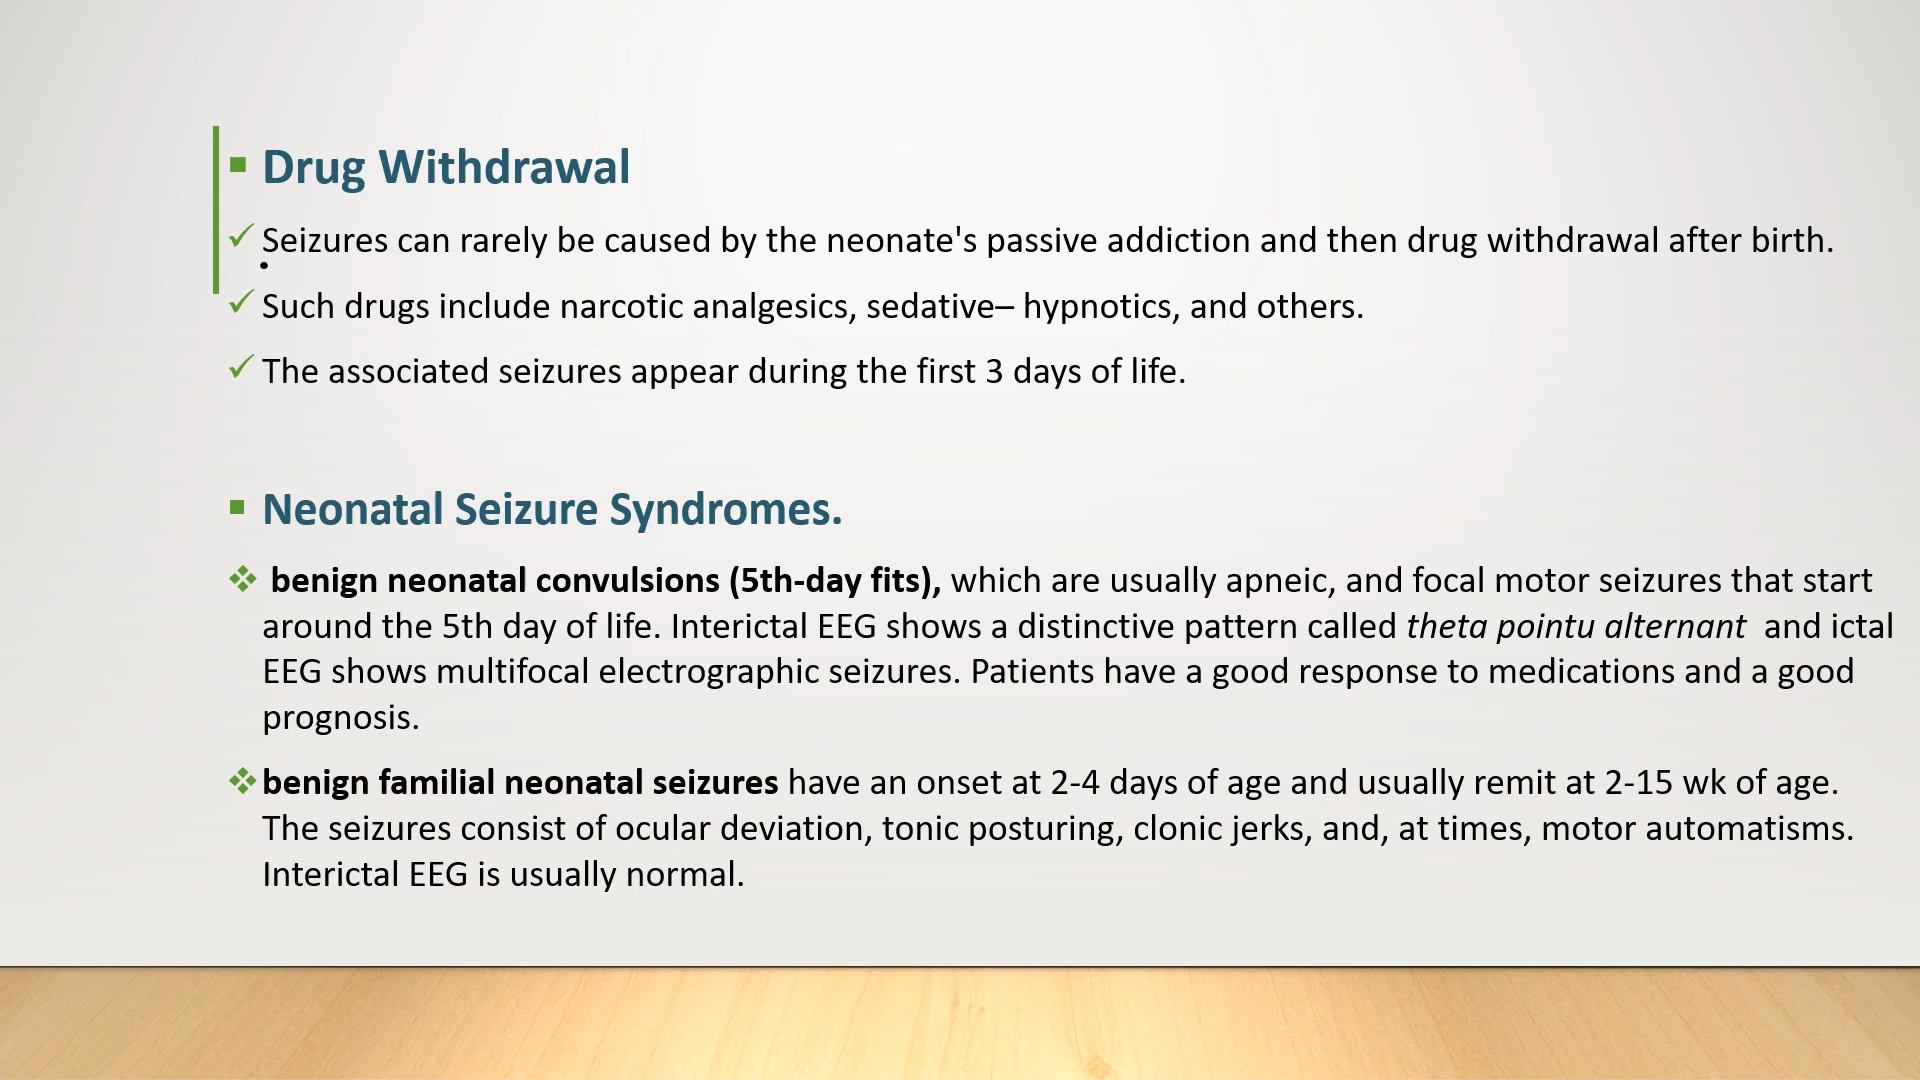 Drug Withdrawal
Seizures can rarely be caused by the neonate's passive addiction and then drug withdrawal after birth.
Such drugs include narcotic analgesics, sedative– hypnotics, and others.
The associated seizures appear during the first 3 days of life.
Neonatal Seizure Syndromes.
benign neonatal convulsions (5th-day fits), which are usually apneic, and focal motor seizures that start
around the 5th day of life. Interictal EEG shows a distinctive pattern called theta pointu alternant and ictal
EEG shows multifocal electrographic seizures. Patients have a good response to medications and a good
prognosis.
benign familial neonatal seizures have an onset at 2-4 days of age and usually remit at 2-15 wk of age.
The seizures consist of ocular deviation, tonic posturing, clonic jerks, and, at times, motor automatisms.
Interictal EEG is usually normal.